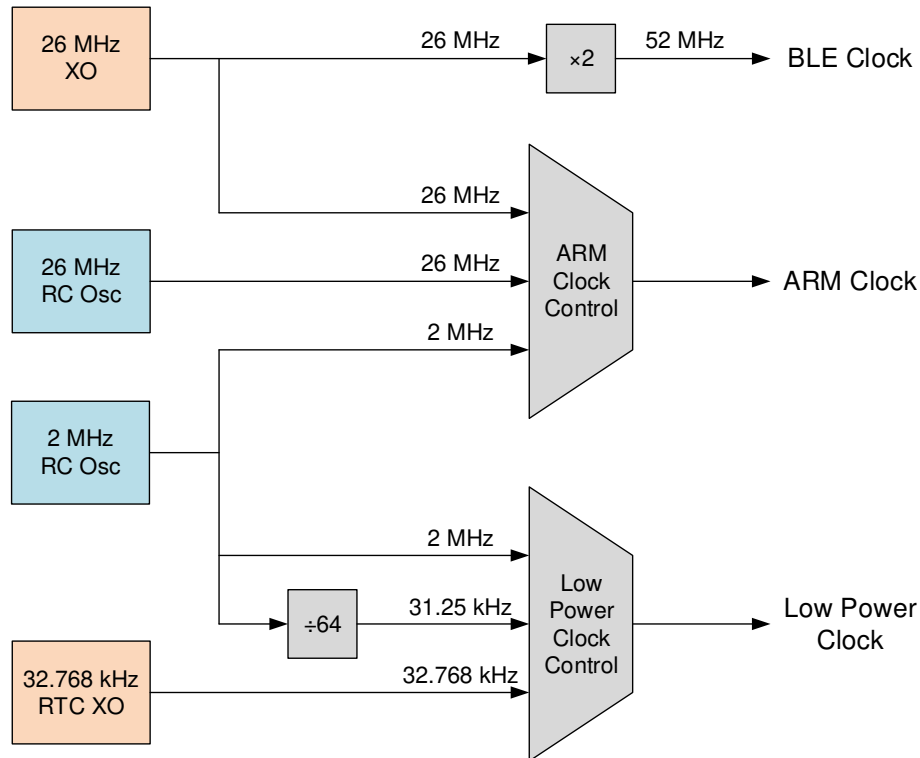 26 MHz
XO
26 MHz
×2
52 MHz
BLE Clock
26 MHz
26 MHz
RC Osc
26 MHz
2 MHz
ARM
Clock
Control
ARM Clock
2 MHz
RC Osc
2 MHz
÷64
31.25 kHz
32.768 kHz
RTC XO
32.768 kHz
Low
Power
Clock
Control
Low Power
Clock